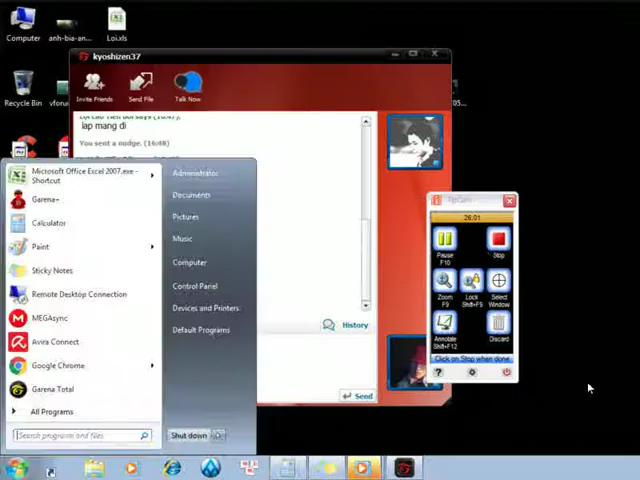 Computer
anh-bia-an-...
Loi.xls
kyoshizen37
Invite Friends
Send File
Talk Now
Recycle Bin
vforu
lap mang di
You sent a nudge. (16:48)
History
Send
Microsoft Office Excel 2007.exe - Shortcut
Garena+
Calculator
Paint
Sticky Notes
Remote Desktop Connection
MEGAsync
Avira Connect
Google Chrome
Garena Total
All Programs
Search programs and files
Administrator
Documents
Pictures
Music
Computer
Control Panel
Devices and Printers
Default Programs
Shut down
26:01
Pause
F10
Stop
Zoom
F9
Lock
Shift+F9
Select
Window
Annotate
Shift+F12
Discard
Click on Stop when done